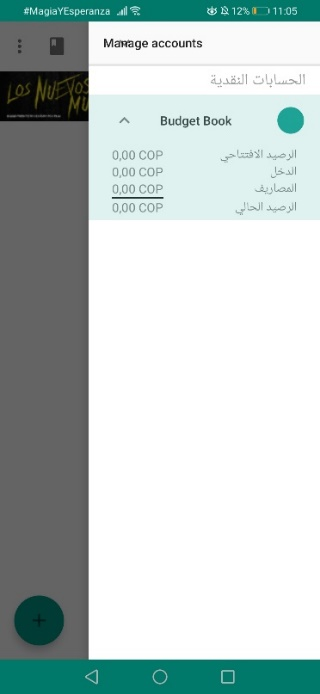 #MagiaYEsperanza 12% 11:05
Manage accounts
LOS NUEVOS
MU
الحسابات النقدية
Budget Book
الرصيد الافتتاحي 0,00 COP
الدخل 0,00 COP
المصاريف 0,00 COP
الرصيد الحالي 0,00 COP